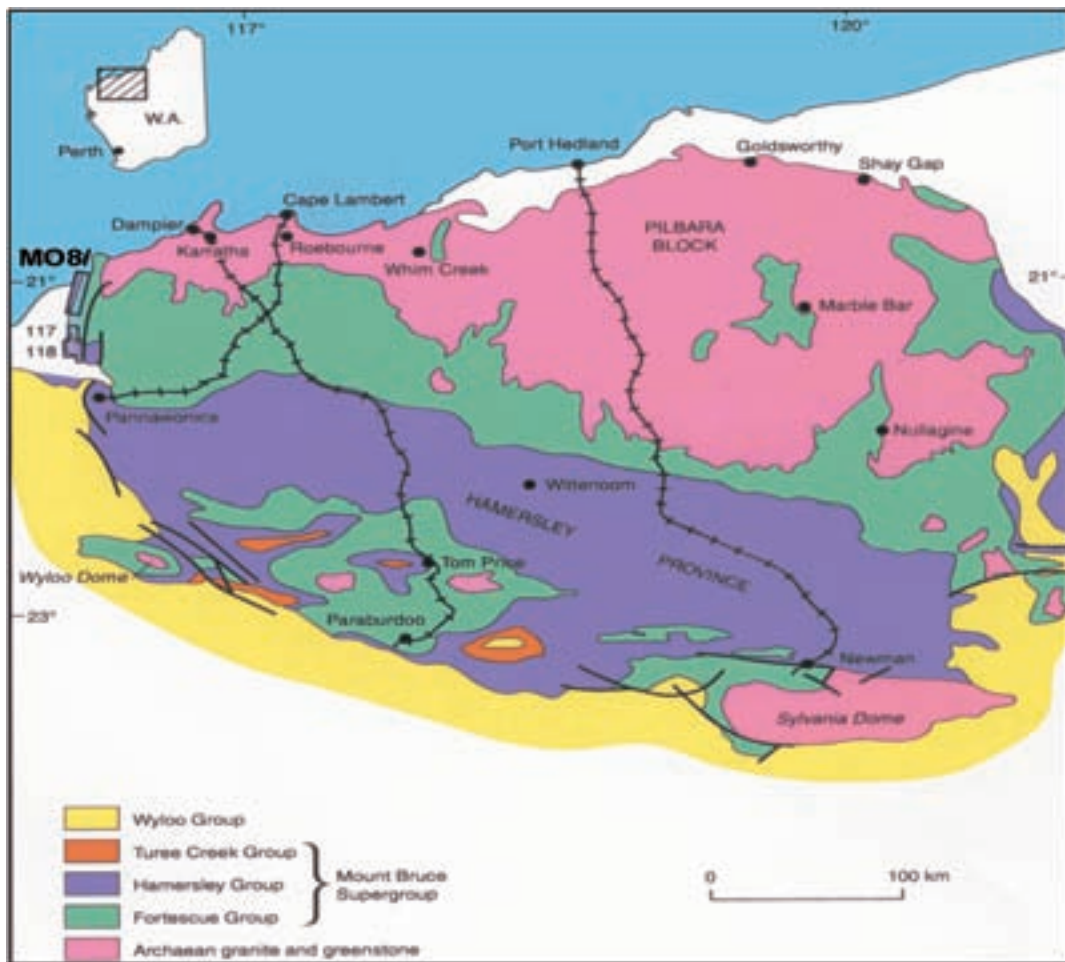 117°
120°
W.A.
Perth
Port Hedland
Goldsworthy
Shay Gap
Cape Lambert
Dampier
Karratha
Roebourne
PILBARA
BLOCK
MO8/
Whim Creek
21°
21°
Marble Bar
117
118
Pannawonica
Nullagine
Wittenoom
HAMERSLEY
PROVINCE
Wyloo Dome
Tom Price
23°
Paraburdoo
Newman
Sylvania Dome
Wyloo Group
Turee Creek Group
Hamersley Group
Mount Bruce
Supergroup
Fortescue Group
Archaean granite and greenstone
0
100 km